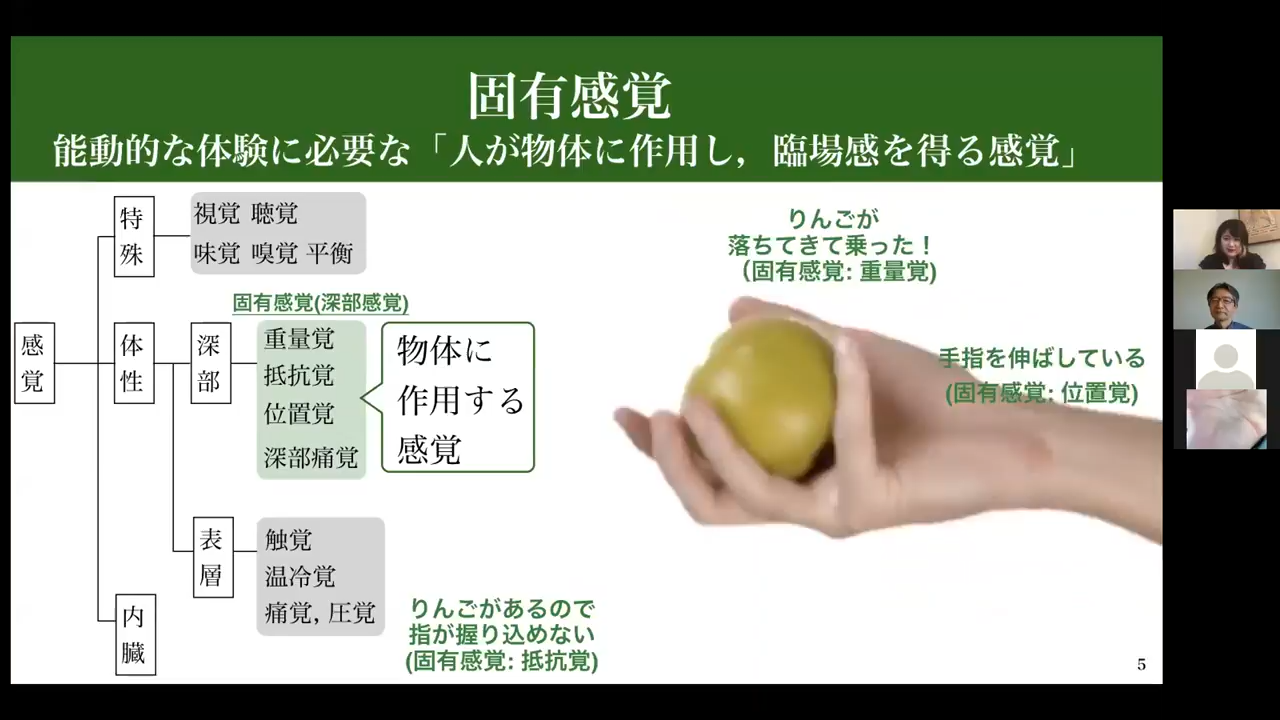 固有感覚
能動的な体験に必要な「人が物体に作用し，臨場感を得る感覚」
感覚
特殊
視覚 聴覚
味覚 嗅覚 平衡
体性
深部
固有感覚(深部感覚)
重量覚
抵抗覚
位置覚
深部痛覚
物体に
作用する
感覚
表層
触覚
温冷覚
痛覚, 圧覚
内臓
りんごが
落ちてきて乗った！
（固有感覚: 重量覚)
手指を伸ばしている
(固有感覚: 位置覚)
りんごがあるので
指が握り込めない
(固有感覚: 抵抗覚)
5